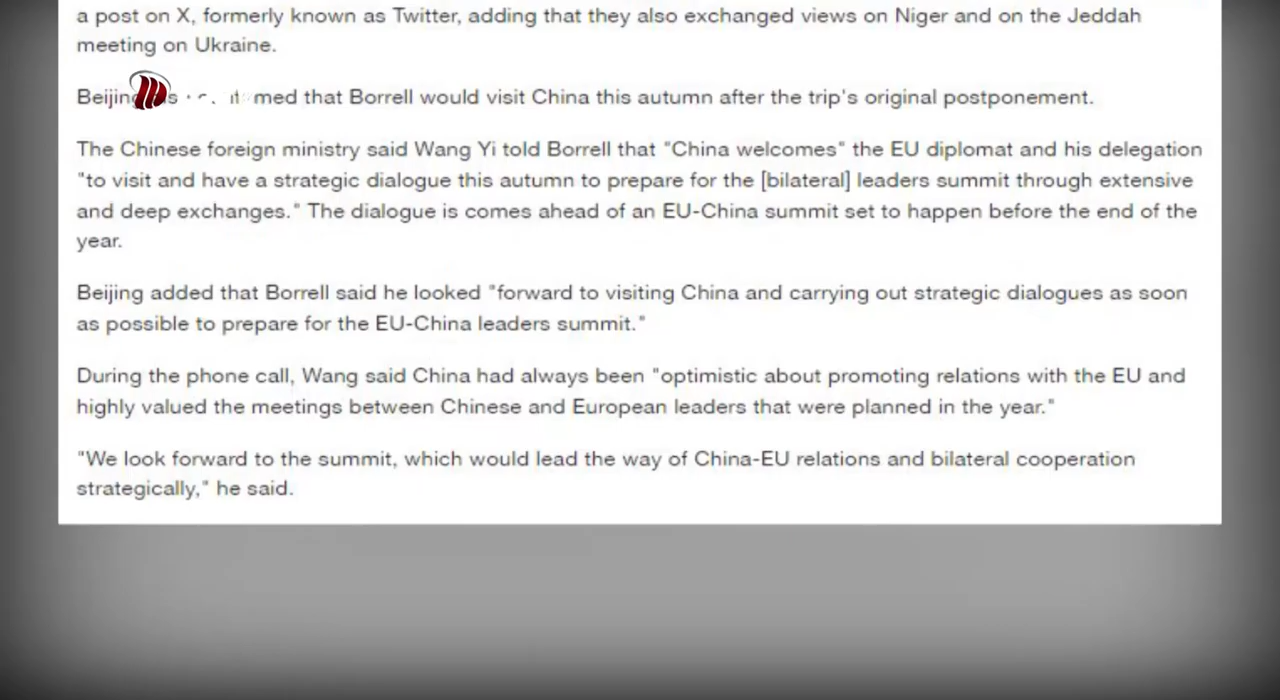 a post on X, formerly known as Twitter, adding that they also exchanged views on Niger and on the Jeddah
meeting on Ukraine.
Beijing that Borrell would visit China this autumn after the trip's original postponement.
The Chinese foreign ministry said Wang Yi told Borrell that "China welcomes" the EU diplomat and his delegation
"to visit and have a strategic dialogue this autumn to prepare for the [bilateral] leaders summit through extensive
and deep exchanges." The dialogue is comes ahead of an EU-China summit set to happen before the end of the
year.
Beijing added that Borrell said he looked "forward to visiting China and carrying out strategic dialogues as soon
as possible to prepare for the EU-China leaders summit."
During the phone call, Wang said China had always been "optimistic about promoting relations with the EU and
highly valued the meetings between Chinese and European leaders that were planned in the year."
"We look forward to the summit, which would lead the way of China-EU relations and bilateral cooperation
strategically," he said.